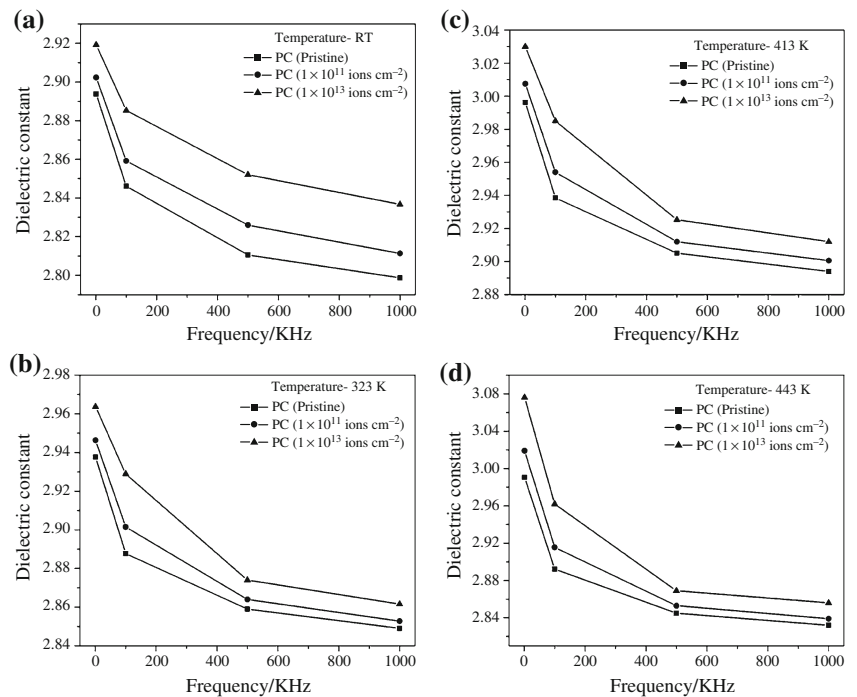 (a)
Temperature- RT
PC (Pristine)
PC (1×10¹¹ ions cm⁻²)
PC (1×10¹³ ions cm⁻²)
2.92
2.90
2.88
2.86
2.84
2.82
2.80
Dielectric constant
0 200 400 600 800 1000
Frequency/KHz
(c)
Temperature- 413 K
PC (Pristine)
PC (1×10¹¹ ions cm⁻²)
PC (1×10¹³ ions cm⁻²)
3.04
3.02
3.00
2.98
2.96
2.94
2.92
2.90
2.88
Dielectric constant
0 200 400 600 800 1000
Frequency/KHz
(b)
Temperature- 323 K
PC (Pristine)
PC (1×10¹¹ ions cm⁻²)
PC (1×10¹³ ions cm⁻²)
2.98
2.96
2.94
2.92
2.90
2.88
2.86
2.84
Dielectric constant
0 200 400 600 800 1000
Frequency/KHz
(d)
Temperature- 443 K
PC (Pristine)
PC (1×10¹¹ ions cm⁻²)
PC (1×10¹³ ions cm⁻²)
3.08
3.04
3.00
2.96
2.92
2.88
2.84
Dielectric constant
0 200 400 600 800 1000
Frequency/KHz